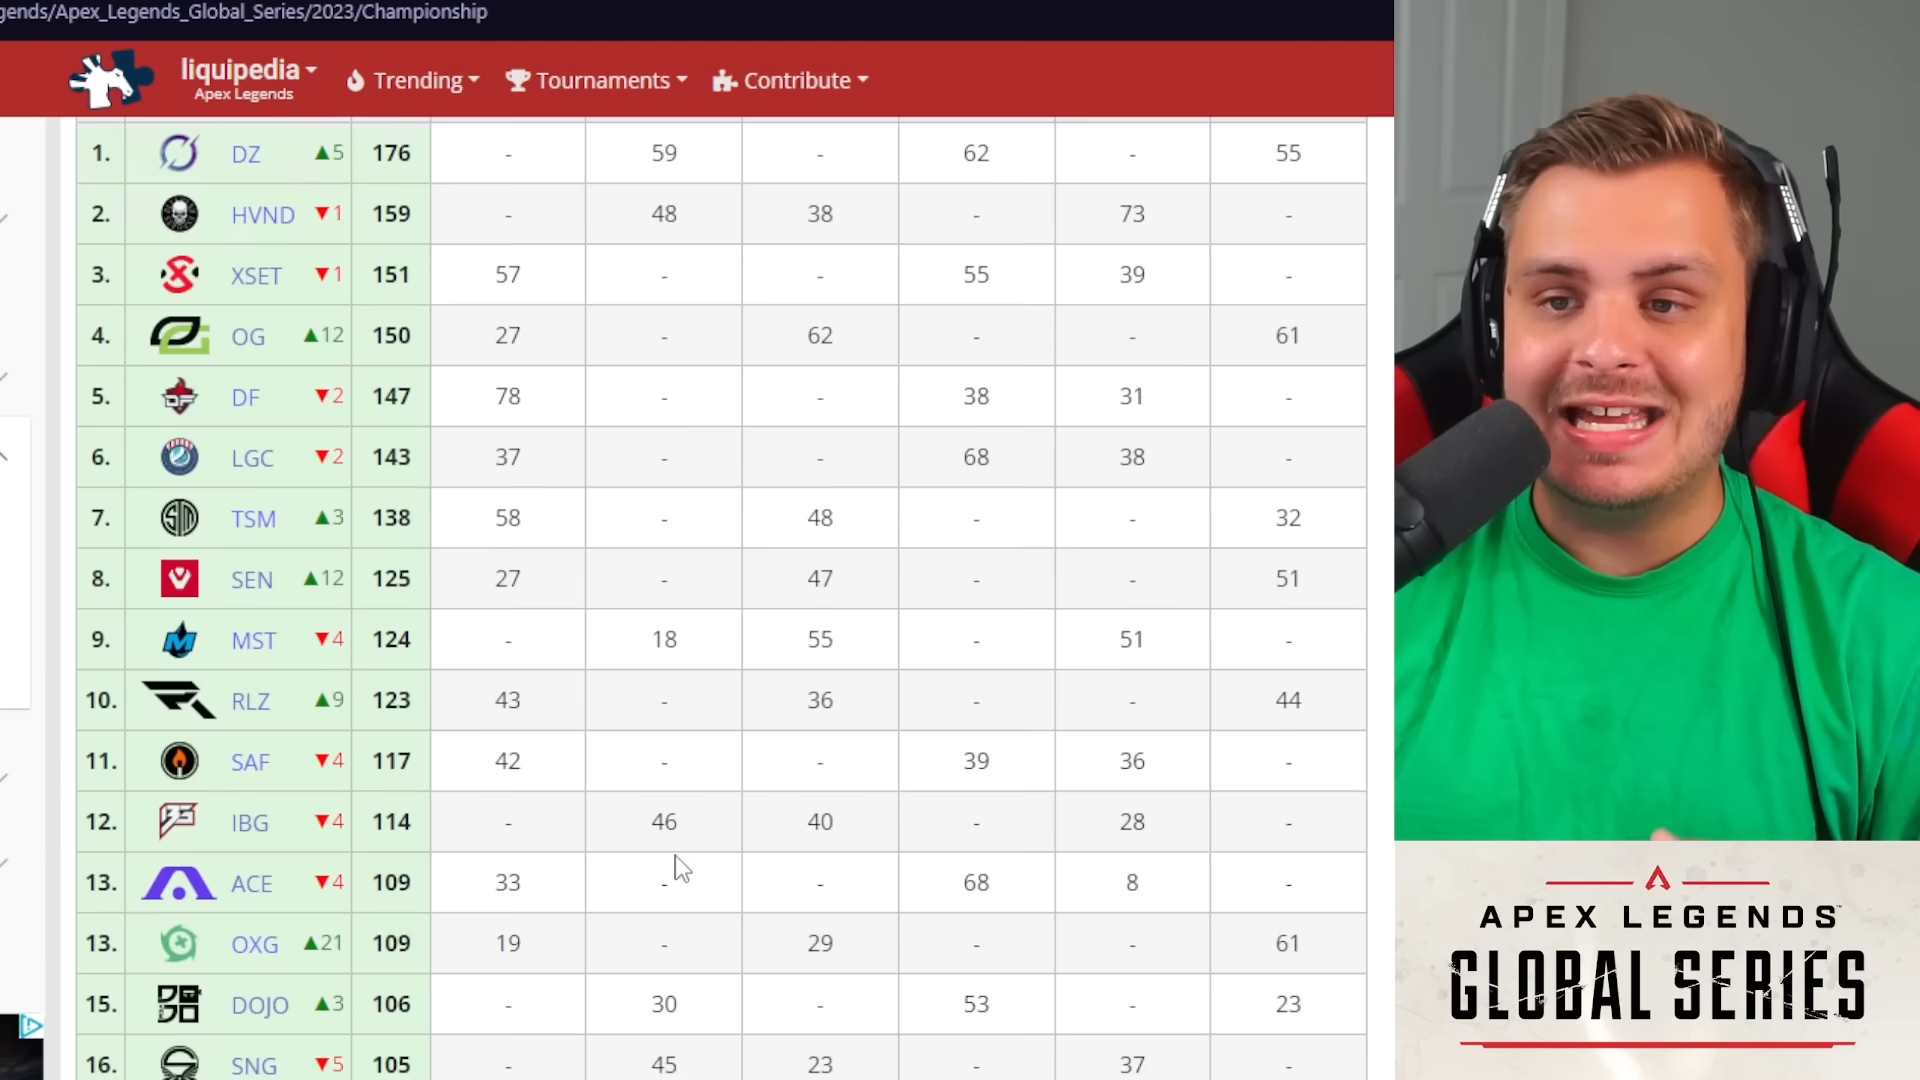 gends/Apex_Legends_Global_Series/2023/Championship
liquipedia
Apex Legends
Trending
Tournaments
Contribute
1. DZ ▲5 176 - 59 - 62 - 55
2. HVND ▼1 159 - 48 38 - 73 -
3. XSET ▼1 151 57 - - 55 39 -
4. OG ▲12 150 27 - 62 - - 61
5. DF ▼2 147 78 - - 38 31 -
6. LGC ▼2 143 37 - - 68 38 -
7. TSM ▲3 138 58 - 48 - - 32
8. SEN ▲12 125 27 - 47 - - 51
9. MST ▼4 124 - 18 55 - 51 -
10. RLZ ▲9 123 43 - 36 - - 44
11. SAF ▼4 117 42 - - 39 36 -
12. IBG ▼4 114 - 46 40 - 28 -
13. ACE ▼4 109 33 - - 68 8 -
13. OXG ▲21 109 19 - 29 - - 61
15. DOJO ▲3 106 - 30 - 53 - 23
16. SNG ▼5 105 - 45 23 - 37 -
APEX LEGENDS
GLOBAL SERIES